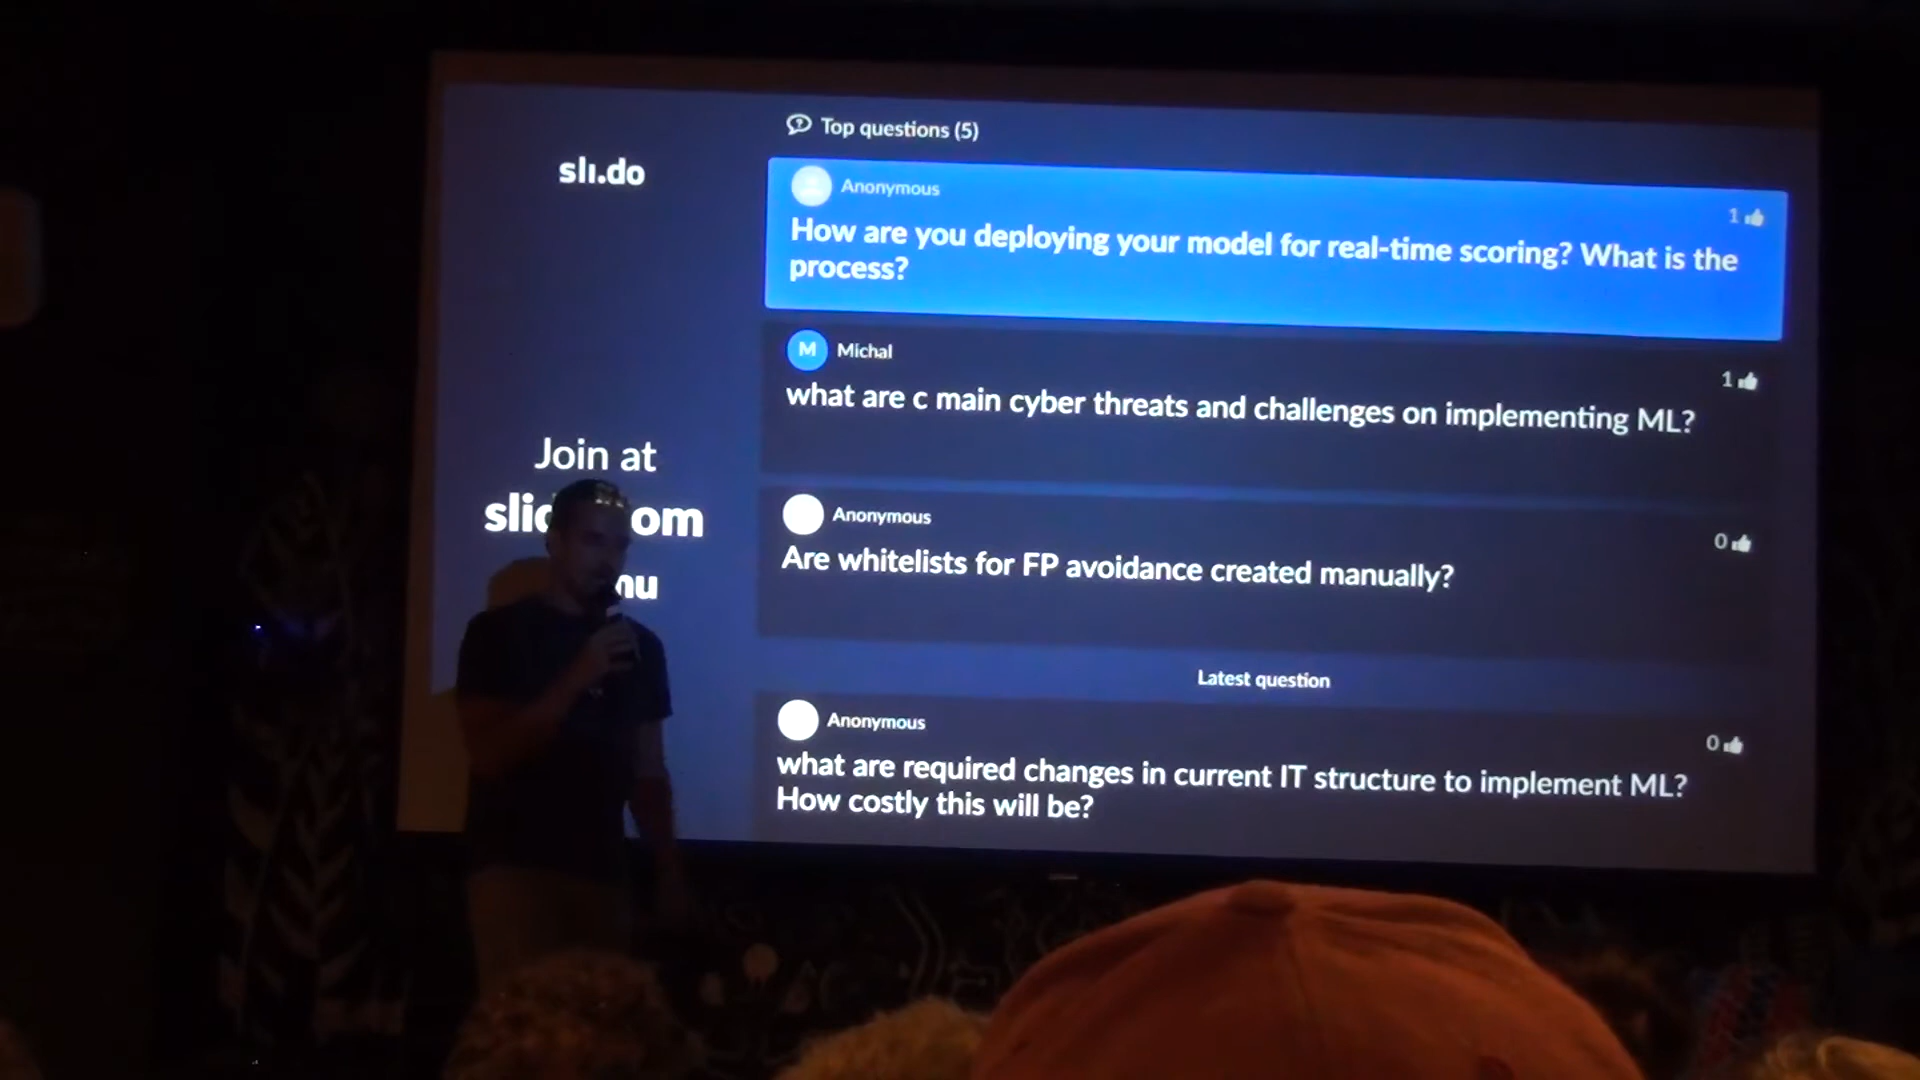 sli.do
Join at
Top questions (5)
Anonymous
1
How are you deploying your model for real-time scoring? What is the
process?
M
Michal
1
what are c main cyber threats and challenges on implementing ML?
Anonymous
0
Are whitelists for FP avoidance created manually?
Latest question
Anonymous
0
what are required changes in current IT structure to implement ML?
How costly this will be?